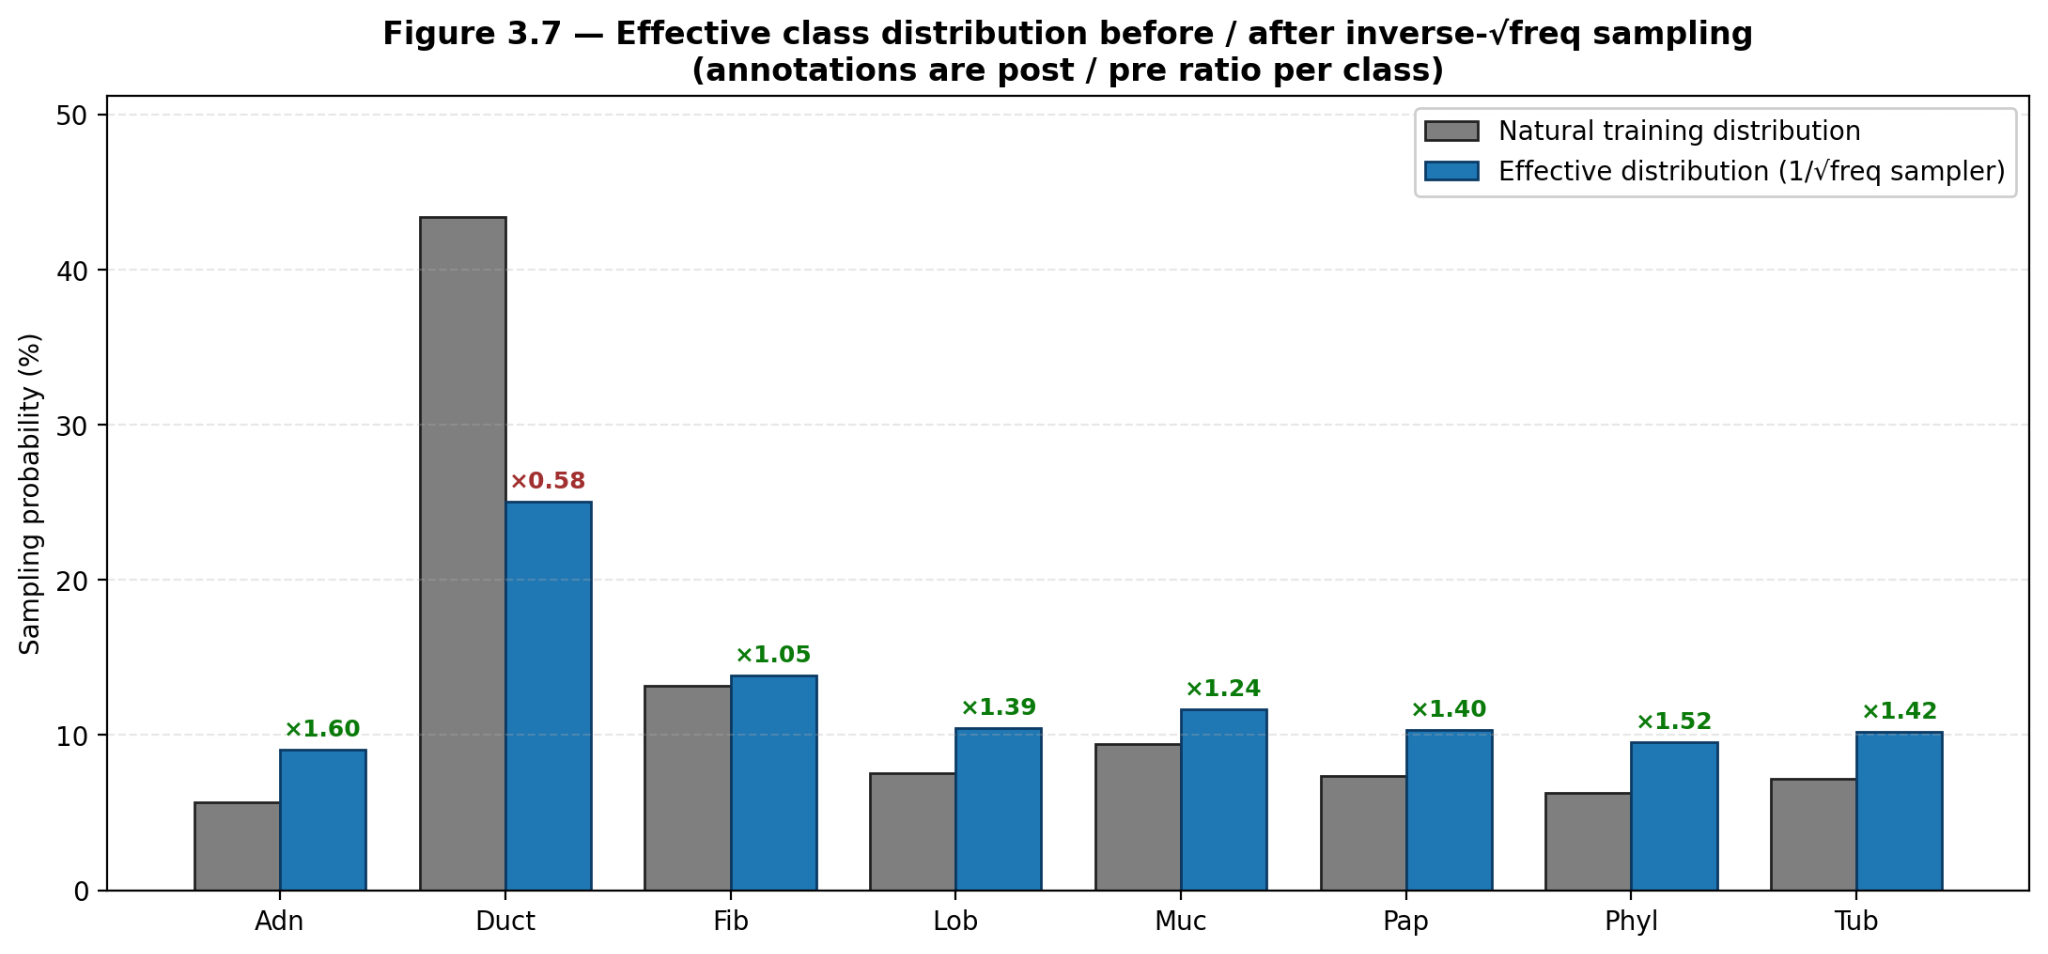 Figure 3.7 — Effective class distribution before / after inverse-√freq sampling
(annotations are post / pre ratio per class)
Natural training distribution
Effective distribution (1/√freq sampler)
Sampling probability (%)
50
40
30
20
10
0
×1.60
×0.58
×1.05
×1.39
×1.24
×1.40
×1.52
×1.42
Adn
Duct
Fib
Lob
Muc
Pap
Phyl
Tub